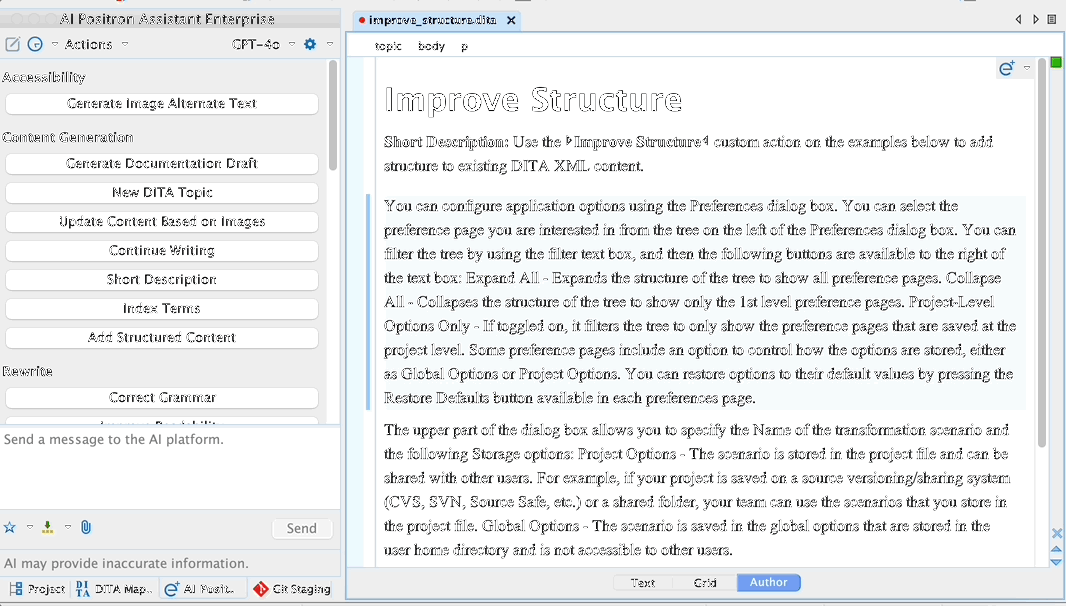 AI Positron Assistant Enterprise
Actions
GPT-4o
Accessibility
Generate Image Alternate Text
Content Generation
Generate Documentation Draft
New DITA Topic
Update Content Based on Images
Continue Writing
Short Description
Index Terms
Add Structured Content
Rewrite
Correct Grammar
Send a message to the AI platform.
Send
AI may provide inaccurate information.
Project
DITA Map..
AI Posit..
Git Staging
improve_structure.dita
topic body p
Improve Structure
Short Description: Use the Improve Structure custom action on the examples below to add
structure to existing DITA XML content.
You can configure application options using the Preferences dialog box. You can select the
preference page you are interested in from the tree on the left of the Preferences dialog box. You can
filter the tree by using the filter text box, and then the following buttons are available to the right of
the text box: Expand All - Expands the structure of the tree to show all preference pages. Collapse
All - Collapses the structure of the tree to show only the 1st level preference pages. Project-Level
Options Only - If toggled on, it filters the tree to only show the preference pages that are saved at the
project level. Some preference pages include an option to control how the options are stored, either
as Global Options or Project Options. You can restore options to their default values by pressing the
Restore Defaults button available in each preferences page.
The upper part of the dialog box allows you to specify the Name of the transformation scenario and
the following Storage options: Project Options - The scenario is stored in the project file and can be
shared with other users. For example, if your project is saved on a source versioning/sharing system
(CVS, SVN, Source Safe, etc.) or a shared folder, your team can use the scenarios that you store in
the project file. Global Options - The scenario is saved in the global options that are stored in the
user home directory and is not accessible to other users.
Text
Grid
Author